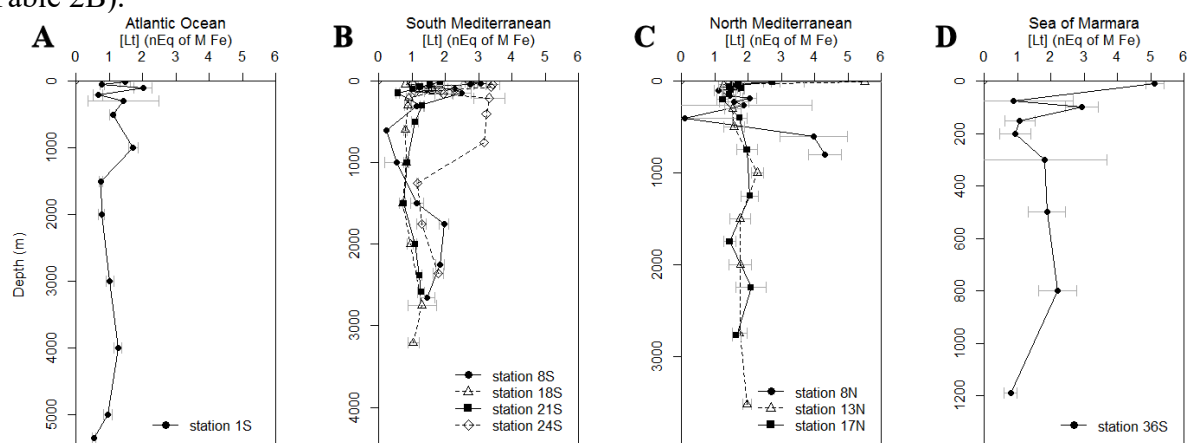 able 2B).
A Atlantic Ocean
[Lt] (nEq of M Fe)
0 1 2 3 4 5 6
Depth (m)
0
1000
2000
3000
4000
5000
station 1S
B South Mediterranean
[Lt] (nEq of M Fe)
0 1 2 3 4 5 6
0
1000
2000
3000
4000
station 8S
station 18S
station 21S
station 24S
C North Mediterranean
[Lt] (nEq of M Fe)
0 1 2 3 4 5 6
0
1000
2000
3000
station 8N
station 13N
station 17N
D Sea of Marmara
[Lt] (nEq of M Fe)
0 1 2 3 4 5 6
0
200
400
600
800
1000
1200
station 36S